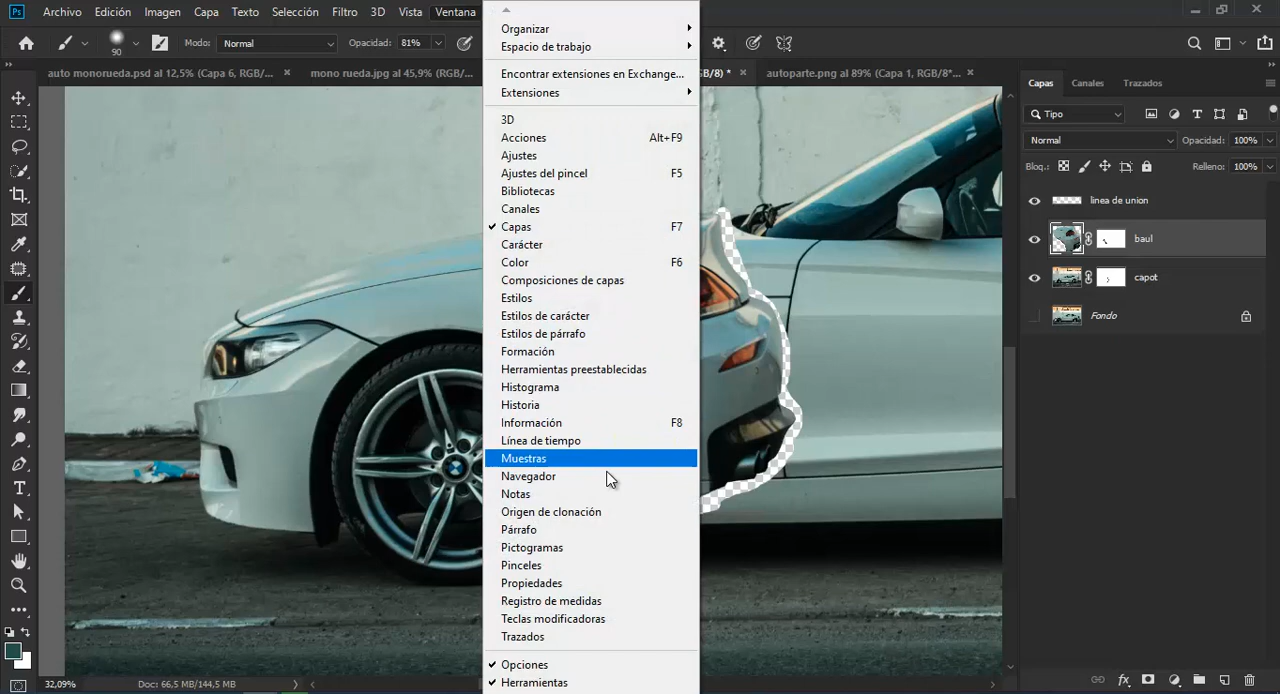 Ps Archivo Edición Imagen Capa Texto Selección Filtro 3D Vista Ventana
90 Modo: Normal Opacidad: 81%
auto monorueda.psd al 12,5% (Capa 6, RGB/... × mono rueda.jpg al 45,9% (RGB/... GB/8) * × autoparte.png al 89% (Capa 1, RGB/8*... ×
Organizar
Espacio de trabajo
Encontrar extensiones en Exchange...
Extensiones
3D
Acciones Alt+F9
Ajustes
Ajustes del pincel F5
Bibliotecas
Canales
Capas F7
Carácter
Color F6
Composiciones de capas
Estilos
Estilos de carácter
Estilos de párrafo
Formación
Herramientas preestablecidas
Histograma
Historia
Información F8
Línea de tiempo
Muestras
Navegador
Notas
Origen de clonación
Párrafo
Pictogramas
Pinceles
Propiedades
Registro de medidas
Teclas modificadoras
Trazados
Opciones
Herramientas
Capas Canales Trazados
Tipo
Normal Opacidad: 100%
Bloq.: Relleno: 100%
linea de union
baul
capot
Fondo
32,09% Doc: 66,5 MB/144,5 MB